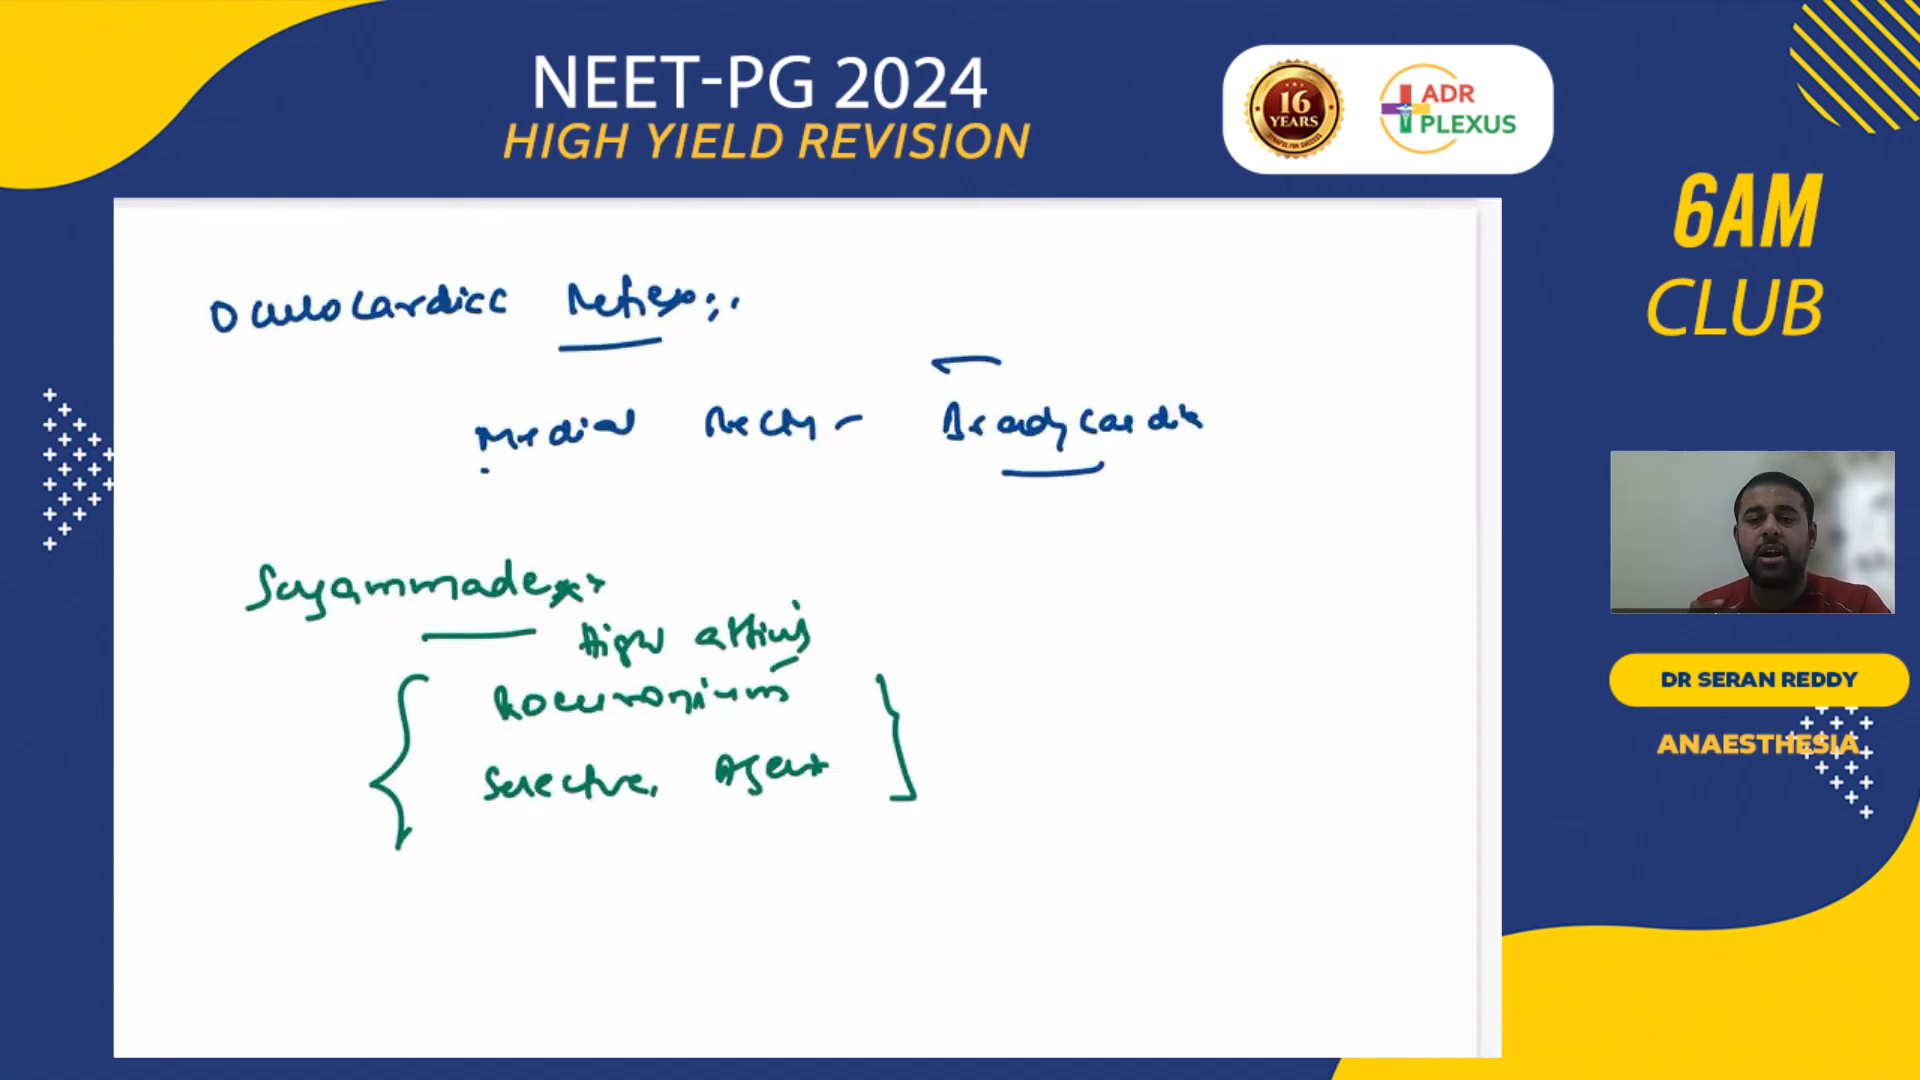 NEET-PG 2024
HIGH YIELD REVISION
16
YEARS
ADR
PLEXUS
6AM
CLUB
Oculocardiac Reflex:
Medial Rectus - Bradycardia
Sugammadex:
High affinity
Rocuronium
Selective Agent
DR SERAN REDDY
ANAESTHESIA